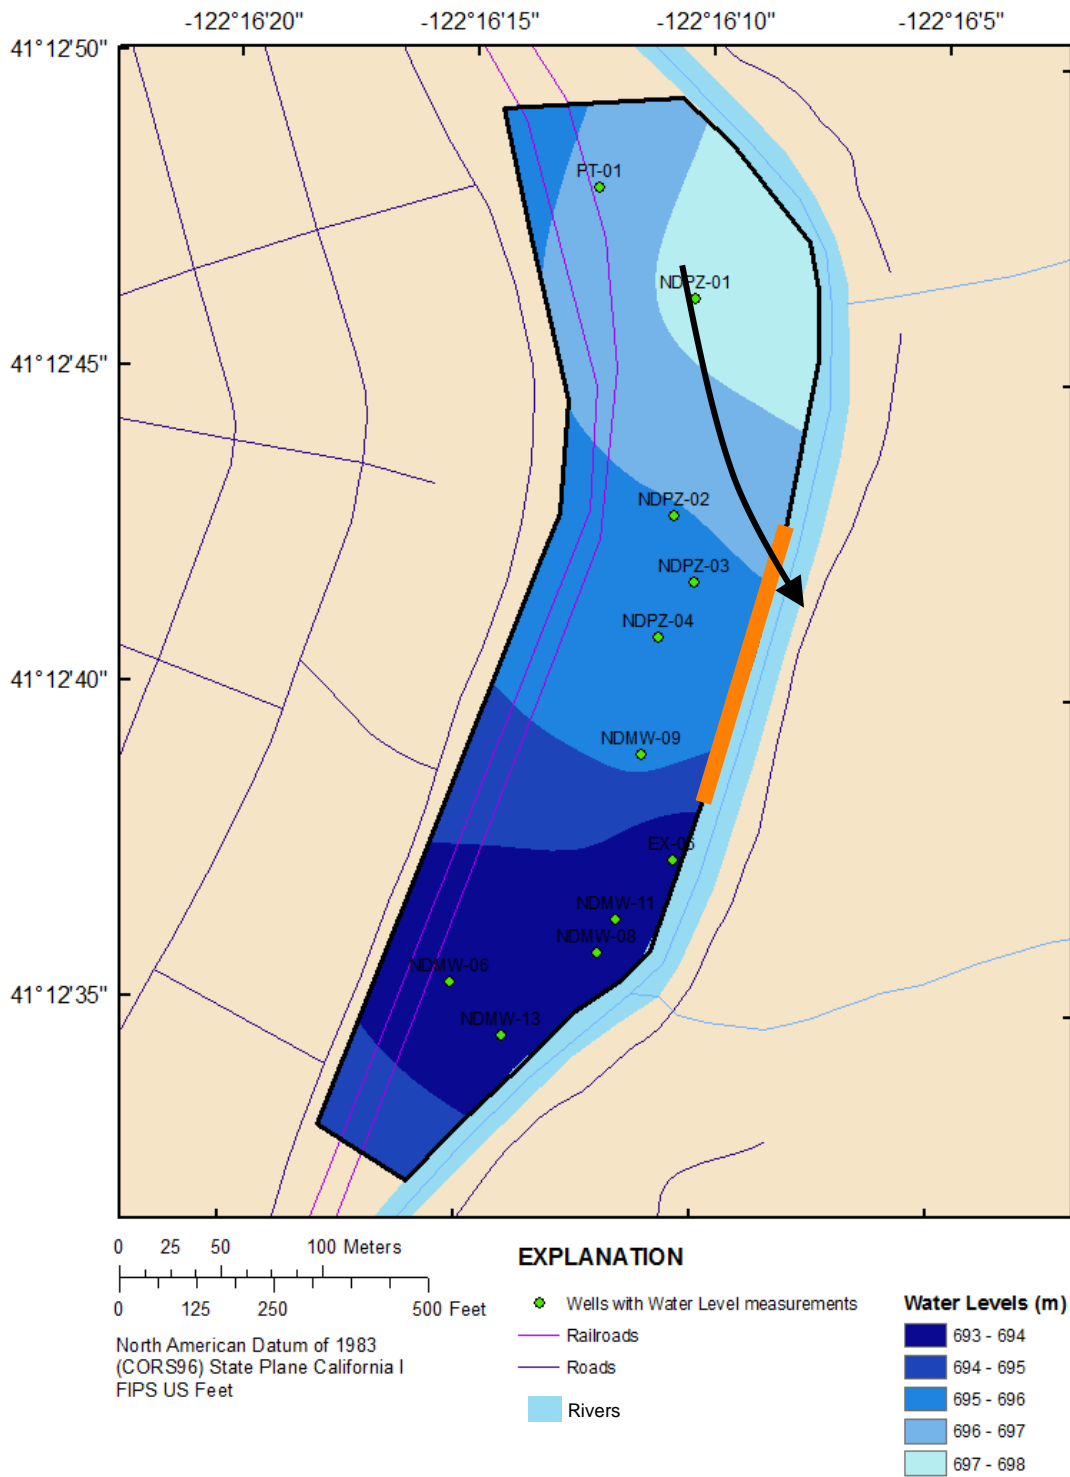 -122°16'20" -122°16'15" -122°16'10" -122°16'5"
41°12'50"
PT-01
NDPZ-01
41°12'45"
NDPZ-02
NDPZ-03
NDPZ-04
41°12'40"
NDMW-09
EX-05
NDMW-11
NDMW-08
NDMW-06
41°12'35"
NDMW-13
0 25 50 100 Meters
0 125 250 500 Feet
North American Datum of 1983
(CORS96) State Plane California I
FIPS US Feet
EXPLANATION
Wells with Water Level measurements
Railroads
Roads
Rivers
Water Levels (m)
693 - 694
694 - 695
695 - 696
696 - 697
697 - 698